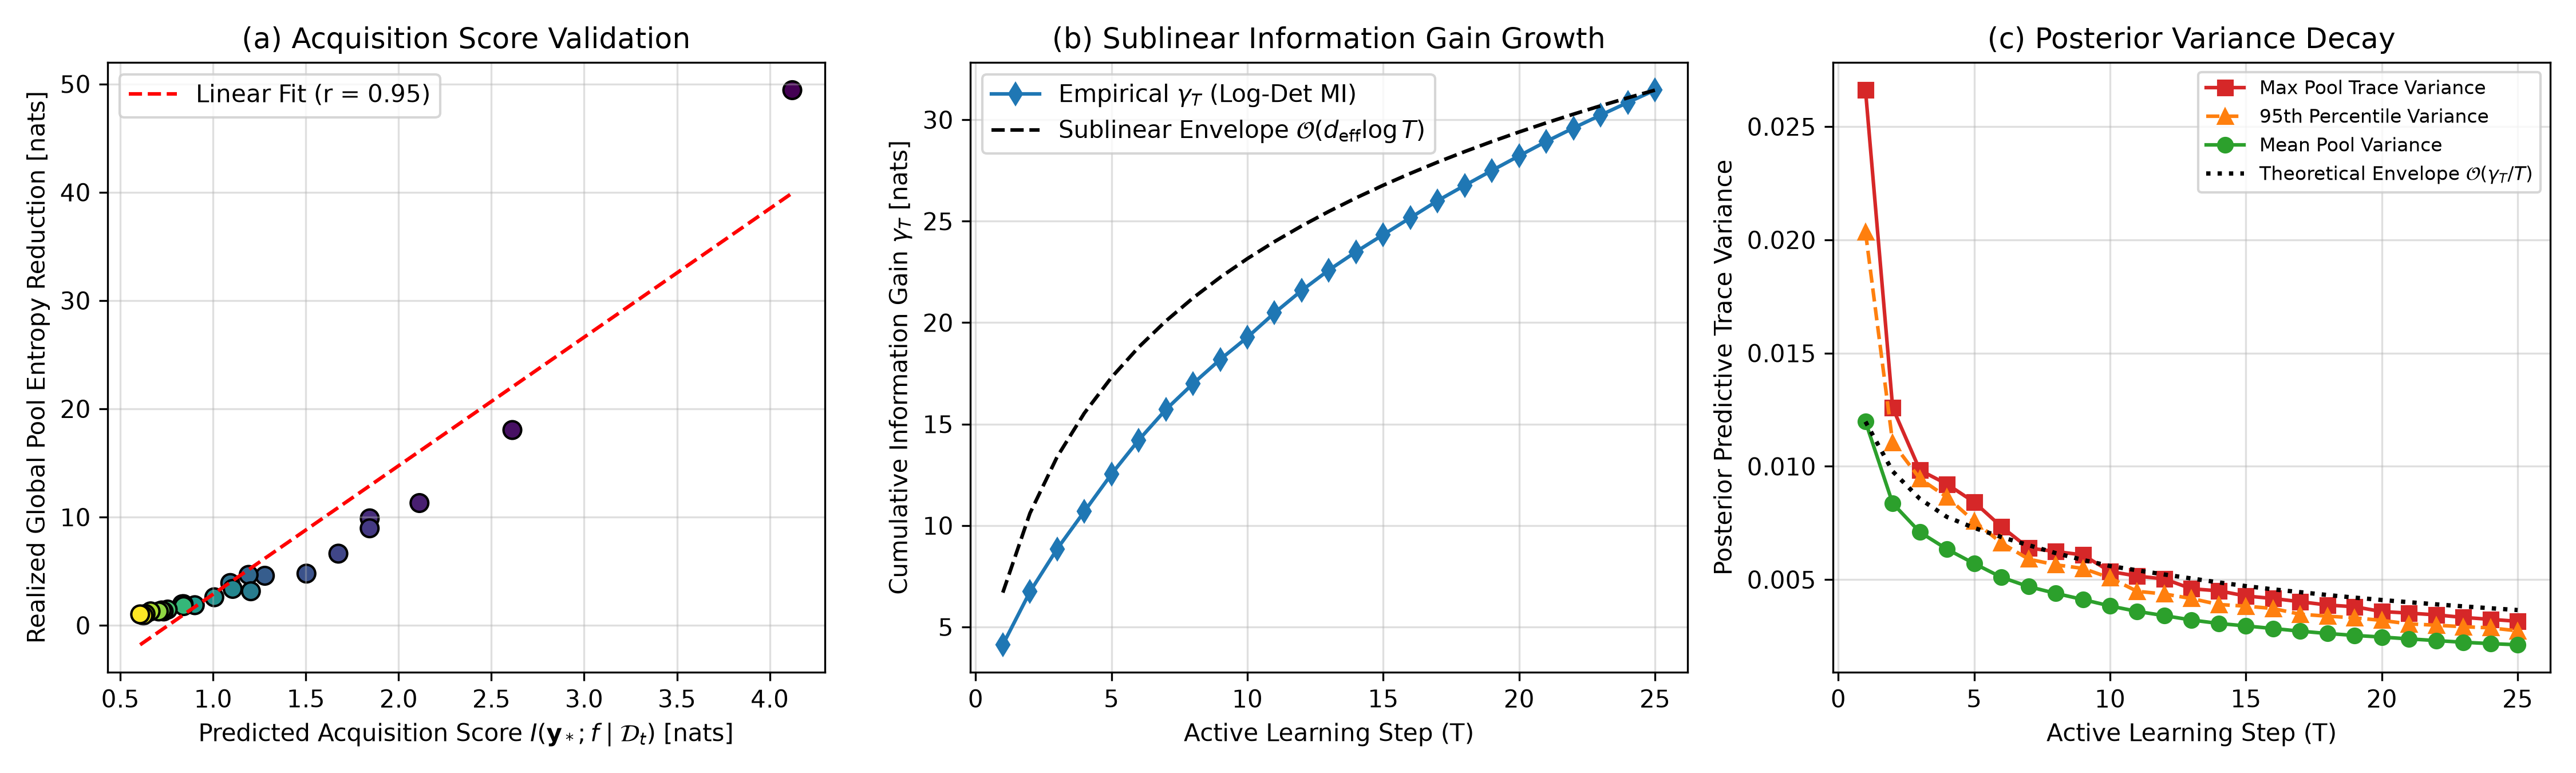 (a) Acquisition Score Validation
Linear Fit (r = 0.95)
Realized Global Pool Entropy Reduction [nats]
50
40
30
20
10
0
0.5 1.0 1.5 2.0 2.5 3.0 3.5 4.0
Predicted Acquisition Score I(y*; f | 𝒟t) [nats]
(b) Sublinear Information Gain Growth
Empirical γT (Log-Det MI)
Sublinear Envelope 𝒪(deff log T)
Cumulative Information Gain γT [nats]
30
25
20
15
10
5
0 5 10 15 20 25
Active Learning Step (T)
(c) Posterior Variance Decay
Max Pool Trace Variance
95th Percentile Variance
Mean Pool Variance
Theoretical Envelope 𝒪(γT/T)
Posterior Predictive Trace Variance
0.025
0.020
0.015
0.010
0.005
0 5 10 15 20 25
Active Learning Step (T)